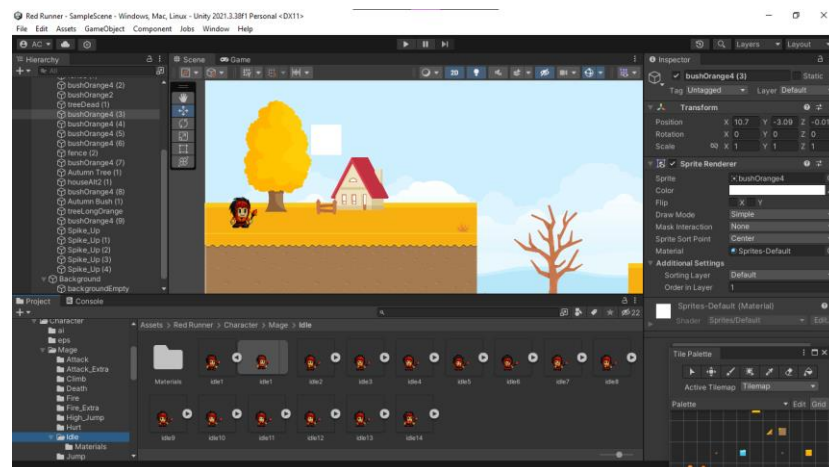 Red Runner - SampleScene - Windows, Mac, Linux - Unity 2021.3.38f1 Personal <DX11>
File Edit Assets GameObject Component Jobs Window Help
AC Layers Layout
Hierarchy
All
bushOrange4 (2)
bushOrange2
treeDead (1)
bushOrange4 (3)
bushOrange4 (4)
bushOrange4 (5)
bushOrange4 (6)
fence (2)
bushOrange4 (7)
Autumn Tree (1)
houseAlt2 (1)
bushOrange4 (8)
Autumn Bush (1)
treeLongOrange
bushOrange4 (9)
Spike_Up
Spike_Up (1)
Spike_Up (2)
Spike_Up (3)
Spike_Up (4)
Background
backgroundEmpty
Scene Game
2D
Inspector
bushOrange4 (3) Static
Tag Untagged Layer Default
Transform
Position X 10.7 Y -3.09 Z -0.01
Rotation X 0 Y 0 Z 0
Scale X 1 Y 1 Z 1
Sprite Renderer
Sprite bushOrange4
Color
Flip X Y
Draw Mode Simple
Mask Interaction None
Sprite Sort Point Center
Material Sprites-Default
Additional Settings
Sorting Layer Default
Order in Layer 1
Sprites-Default (Material)
Shader Sprites/Default Edit
Tile Palette
Active Tilemap Tilemap
Palette Edit Grid
Project Console
22
Character
ai
eps
Mage
Attack
Attack_Extra
Climb
Death
Fire
Fire_Extra
High_Jump
Hurt
Idle
Materials
Jump
Assets > Red Runner > Character > Mage > Idle
Materials idle1 idle1 idle2 idle3 idle4 idle5 idle6 idle7 idle8
idle9 idle10 idle11 idle12 idle13 idle14